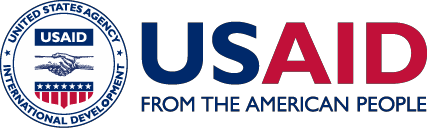 UNITED STATES AGENCY
USAID
INTERNATIONAL DEVELOPMENT
USAID
FROM THE AMERICAN PEOPLE